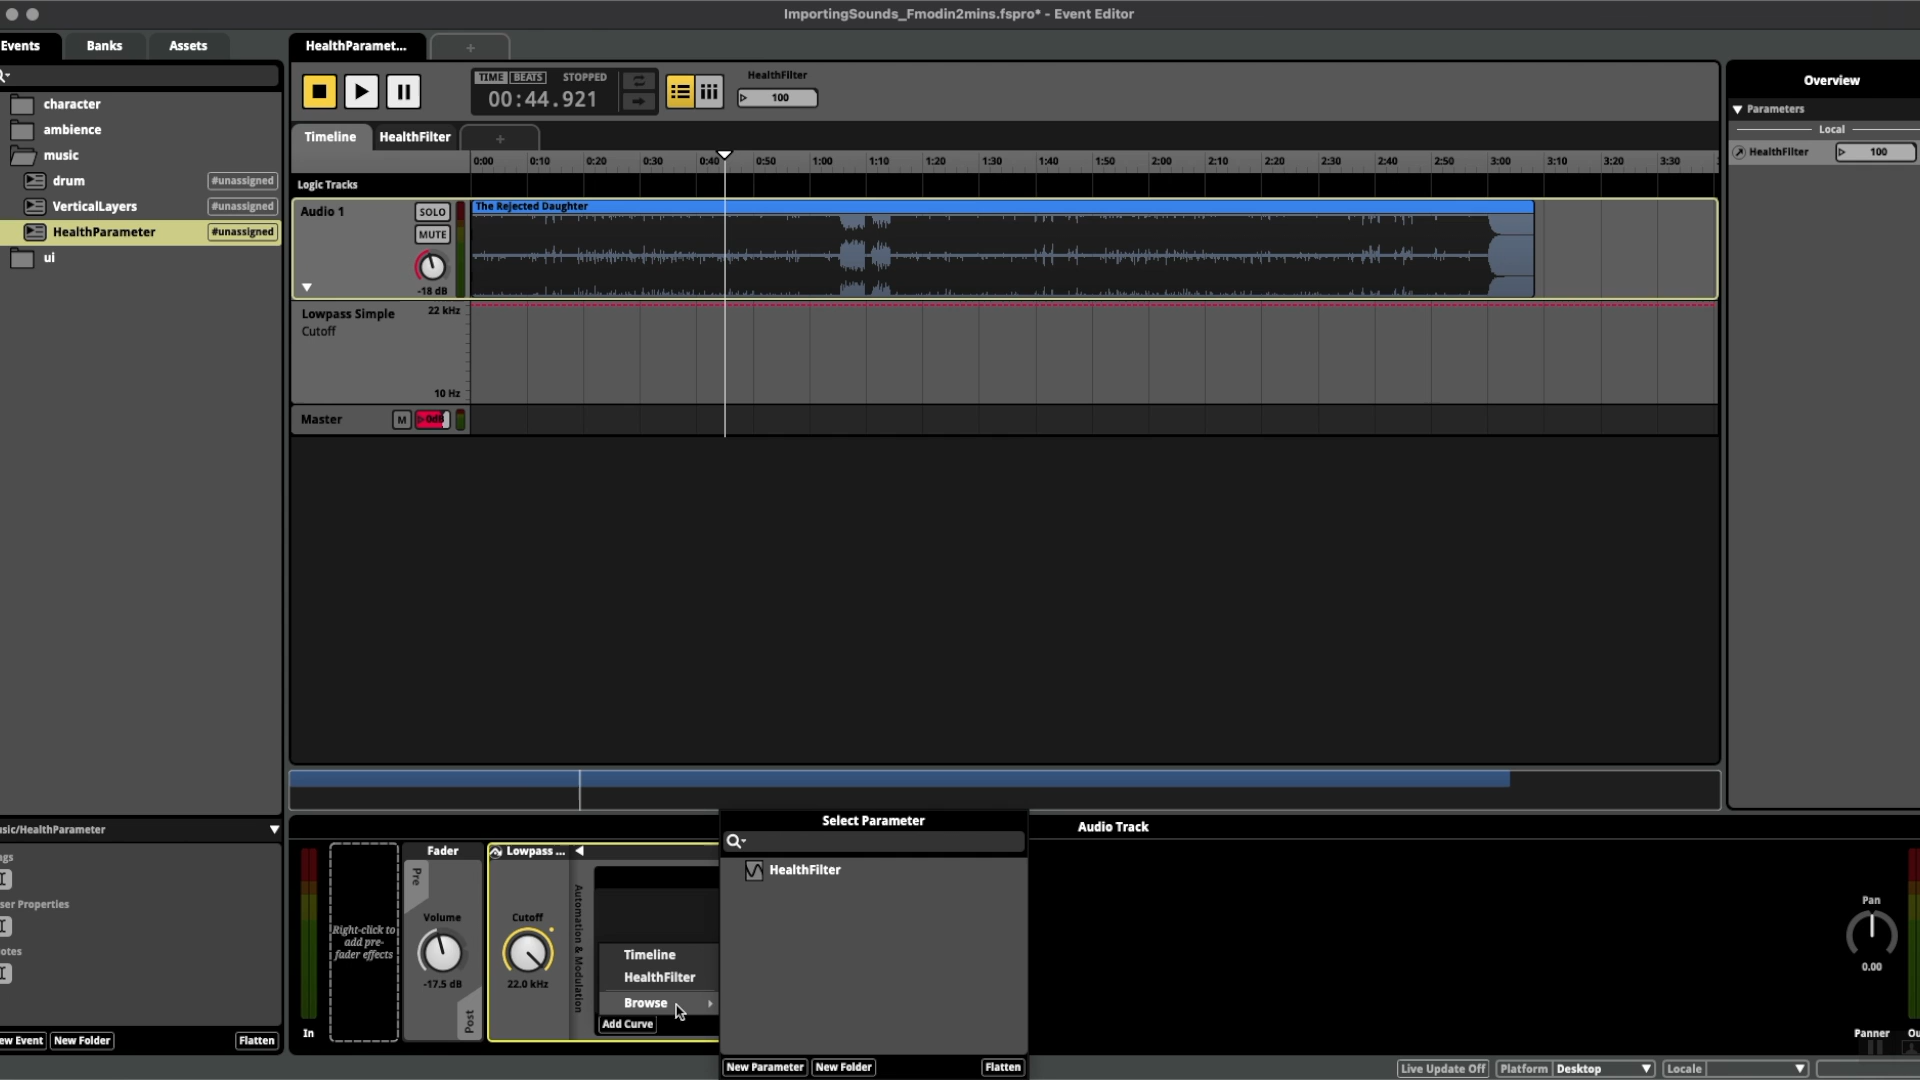 ImportingSounds_Fmodin2mins.fspro* - Event Editor
Events
Banks
Assets
HealthParamet...
+
TIME BEATS STOPPED
00:44.921
HealthFilter
100
Overview
Parameters
Local
HealthFilter 100
character
ambience
music
drum #unassigned
VerticalLayers #unassigned
HealthParameter #unassigned
ui
Timeline
HealthFilter
+
0:00 0:10 0:20 0:30 0:40 0:50 1:00 1:10 1:20 1:30 1:40 1:50 2:00 2:10 2:20 2:30 2:40 2:50 3:00 3:10 3:20 3:30
Logic Tracks
Audio 1
SOLO
MUTE
-18 dB
The Rejected Daughter
Lowpass Simple
Cutoff
22 kHz
10 Hz
Master M 0dB
sic/HealthParameter
ags
ser Properties
otes
ew Event
New Folder
Flatten
In
Right-click to
add pre-
fader effects
Fader
Pre
Volume
-17.5 dB
Post
Lowpass ...
Cutoff
22.0 kHz
Automation & Modulation
Timeline
HealthFilter
Browse
Add Curve
Select Parameter
HealthFilter
New Parameter
New Folder
Flatten
Audio Track
Pan
0.00
Panner
Ou
Live Update Off
Platform Desktop
Locale